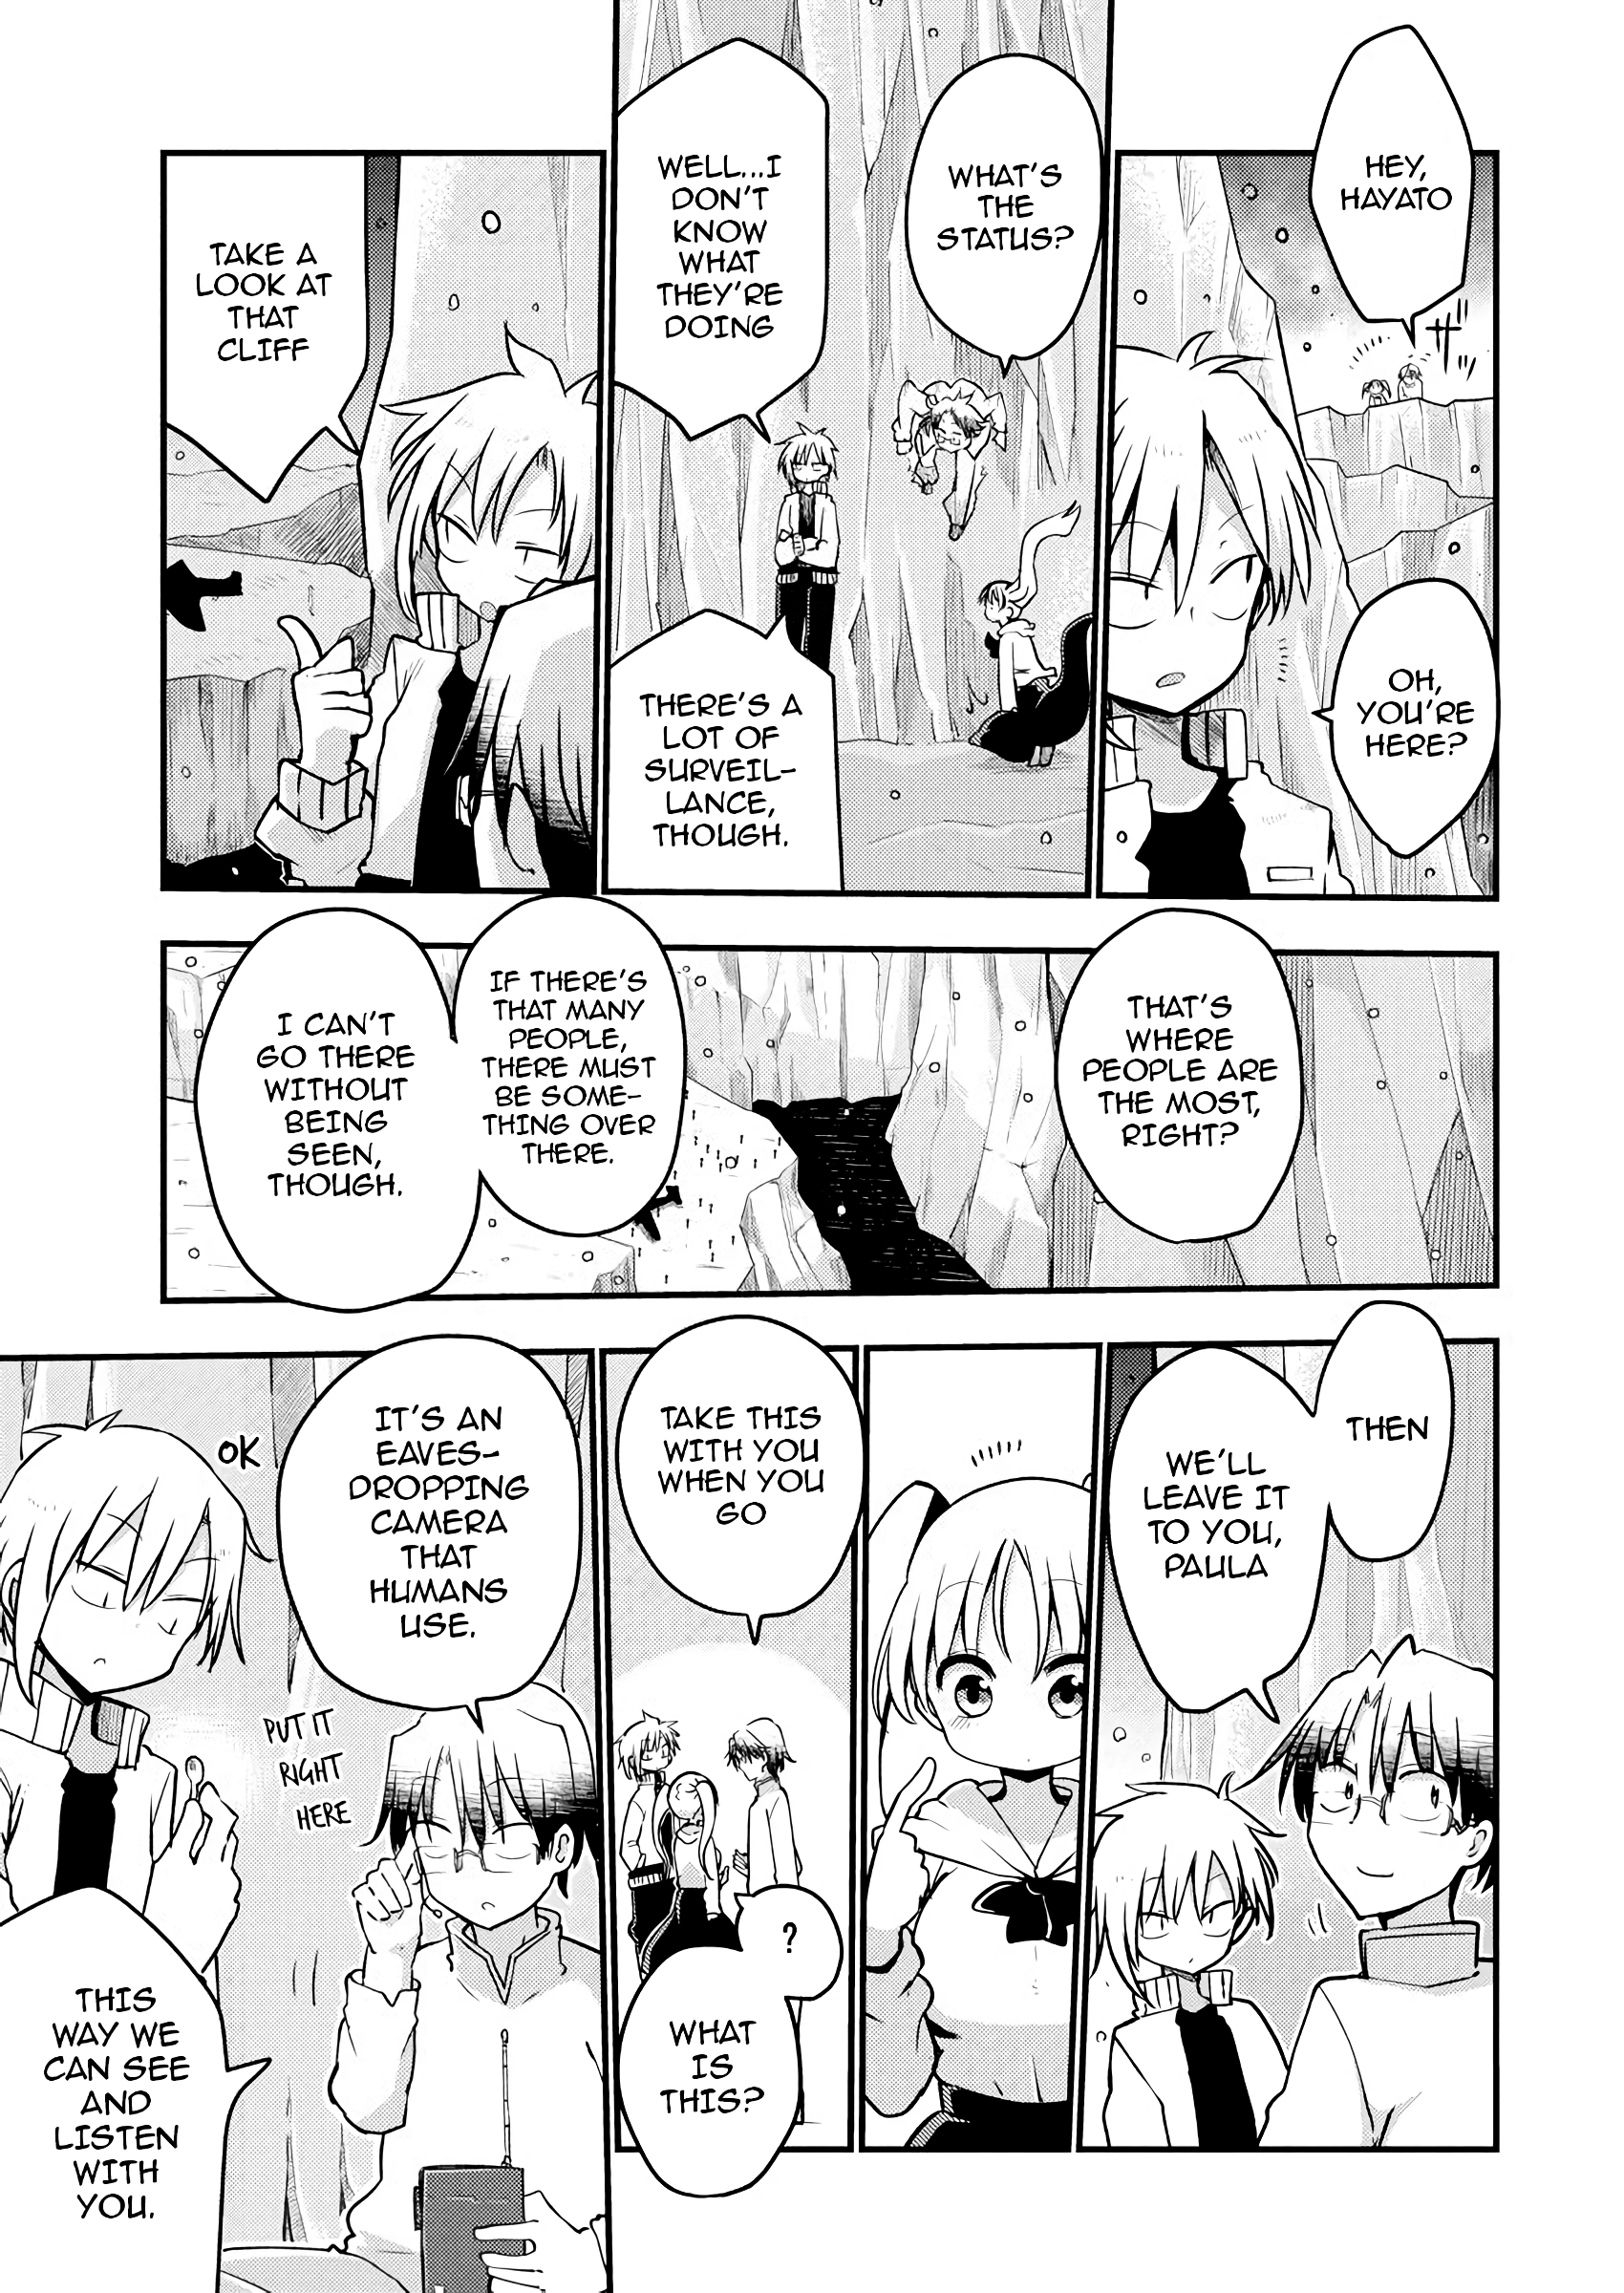 HEY,
HAYATO
ザッ
OH,
YOU'RE
HERE?
WHAT'S
THE
STATUS?
WELL...I
DON'T
KNOW
WHAT
THEY'RE
DOING
THERE'S A
LOT OF
SURVEIL-
LANCE,
THOUGH.
TAKE A
LOOK AT
THAT
CLIFF
THAT'S
WHERE
PEOPLE ARE
THE MOST,
RIGHT?
IF THERE'S
THAT MANY
PEOPLE,
THERE MUST
BE SOME-
THING OVER
THERE.
I CAN'T
GO THERE
WITHOUT
BEING
SEEN,
THOUGH.
THEN
WE'LL
LEAVE IT
TO YOU,
PAULA
TAKE THIS
WITH YOU
WHEN YOU
GO
?
WHAT
IS
THIS?
IT'S AN
EAVES-
DROPPING
CAMERA
THAT
HUMANS
USE.
OK
PUT IT
RIGHT
HERE
THIS
WAY WE
CAN SEE
AND
LISTEN
WITH
YOU.